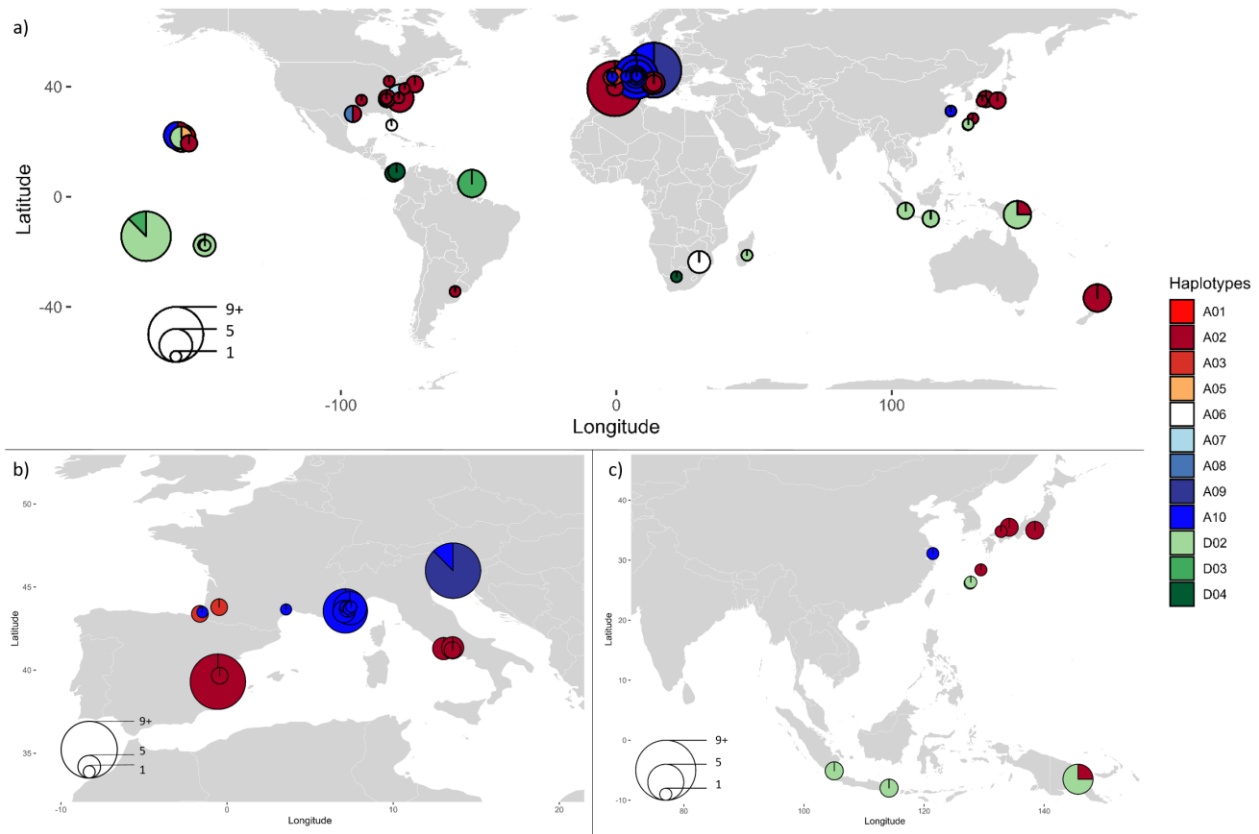 a)
Latitude
40
0
-40
9+
5
1
-100
0
100
Longitude
Haplotypes
A01
A02
A03
A05
A06
A07
A08
A09
A10
D02
D03
D04
b)
Latitude
50
45
40
35
9+
5
1
-10
0
10
20
Longitude
c)
Latitude
40
30
20
10
0
-10
9+
5
1
80
100
120
140
Longitude